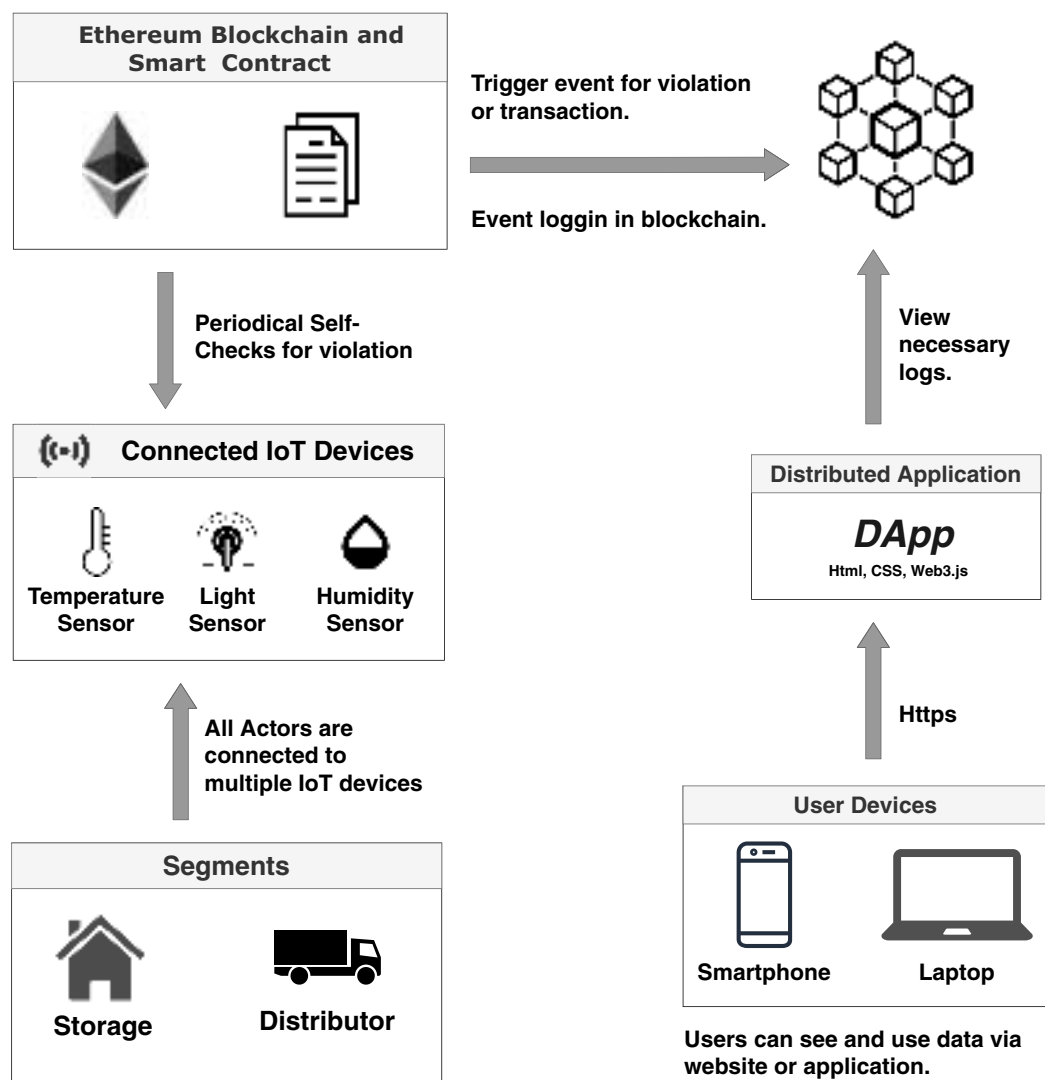 Ethereum Blockchain and
Smart Contract
Trigger event for violation
or transaction.
Event loggin in blockchain.
Periodical Self-
Checks for violation
View
necessary
logs.
Connected IoT Devices
Temperature
Sensor
Light
Sensor
Humidity
Sensor
Distributed Application
DApp
Html, CSS, Web3.js
All Actors are
connected to
multiple IoT devices
Https
Segments
Storage
Distributor
User Devices
Smartphone
Laptop
Users can see and use data via
website or application.